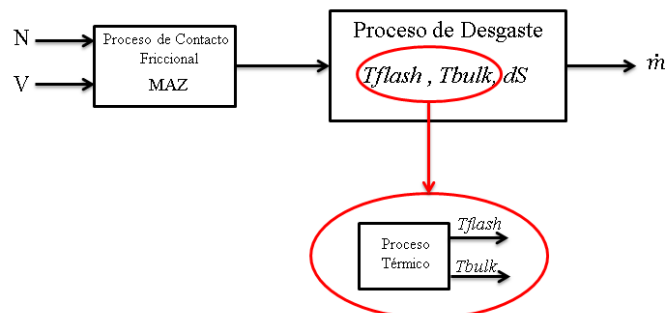 N
V
Proceso de Contacto
Friccional
MAZ
Proceso de Desgaste
Tflash , Tbulk, dS
ṁ
Proceso
Térmico
Tflash
Tbulk